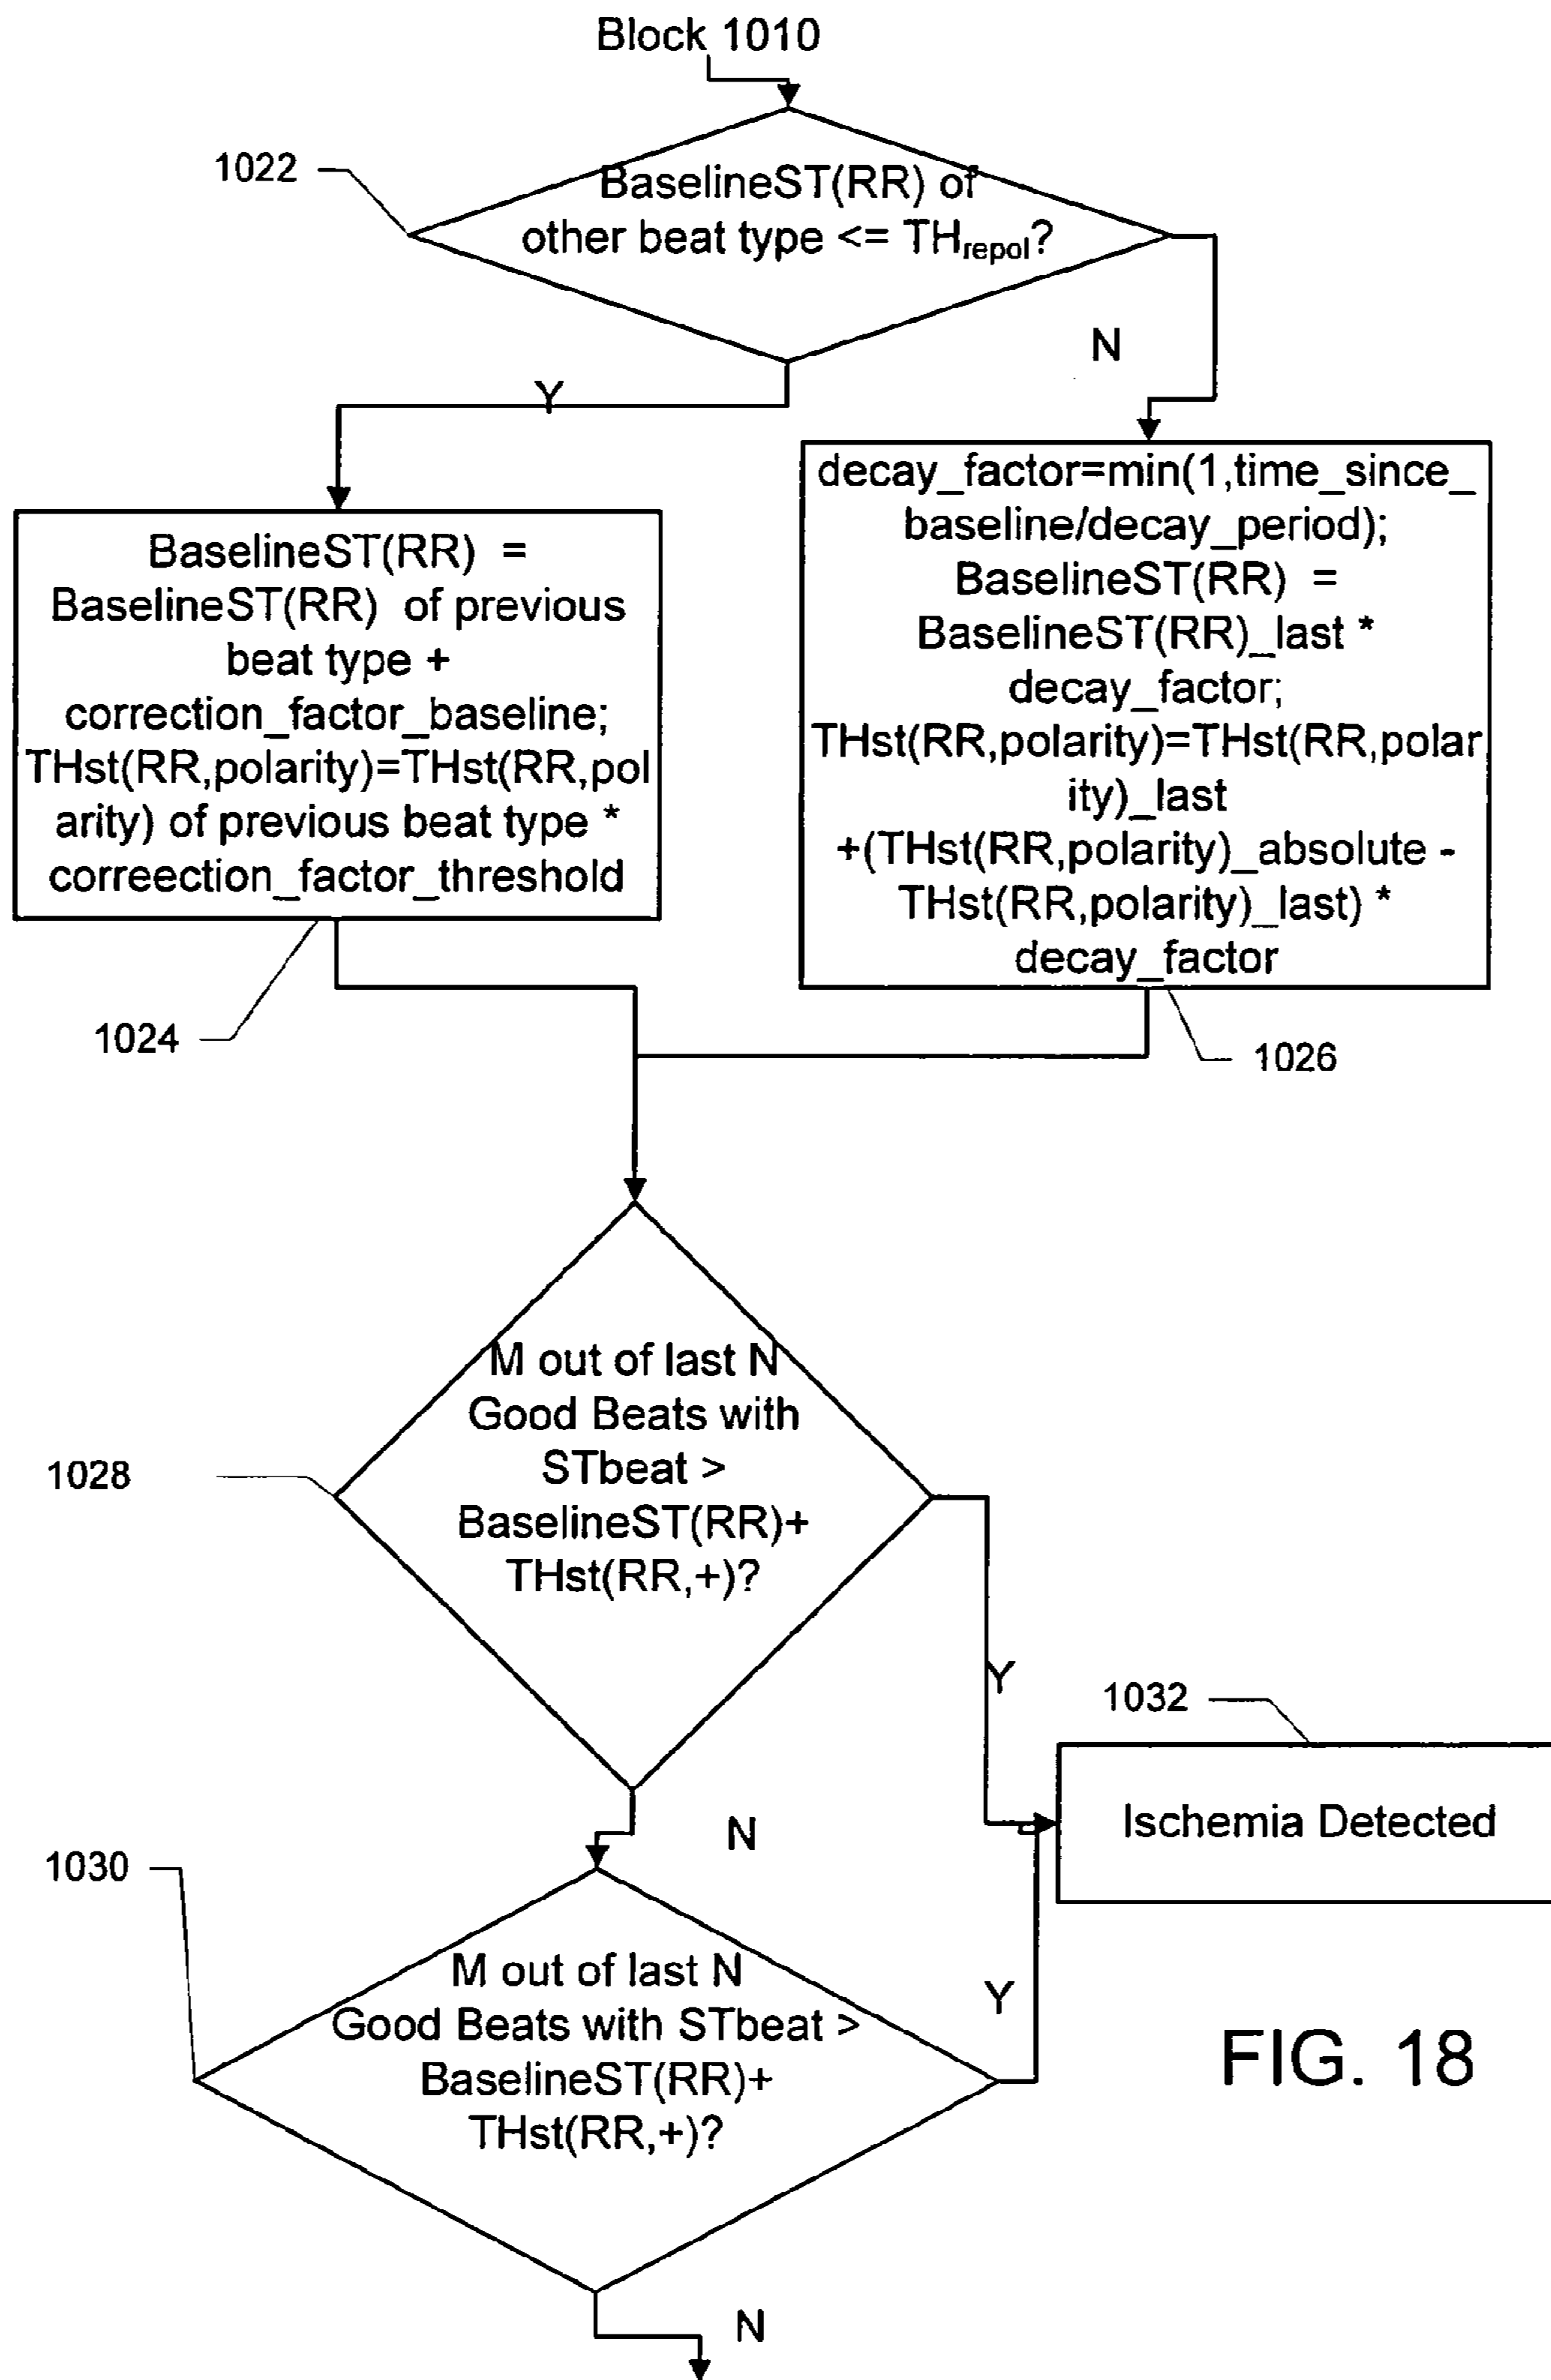 Block 1010
1022
BaselineST(RR) of
other beat type <= THrepol?
N
Y
decay_factor=min(1,time_since_
baseline/decay_period);
BaselineST(RR) =
BaselineST(RR)_last *
decay_factor;
THst(RR,polarity)=THst(RR,polar
ity)_last
+(THst(RR,polarity)_absolute -
THst(RR,polarity)_last) *
decay_factor
BaselineST(RR) =
BaselineST(RR) of previous
beat type +
correction_factor_baseline;
THst(RR,polarity)=THst(RR,pol
arity) of previous beat type *
correection_factor_threshold
1024
1026
M out of last N
Good Beats with
STbeat >
BaselineST(RR)+
THst(RR,+)?
1028
Y
1032
Ischemia Detected
N
1030
M out of last N
Good Beats with STbeat >
BaselineST(RR)+
THst(RR,+)?
Y
FIG. 18
N